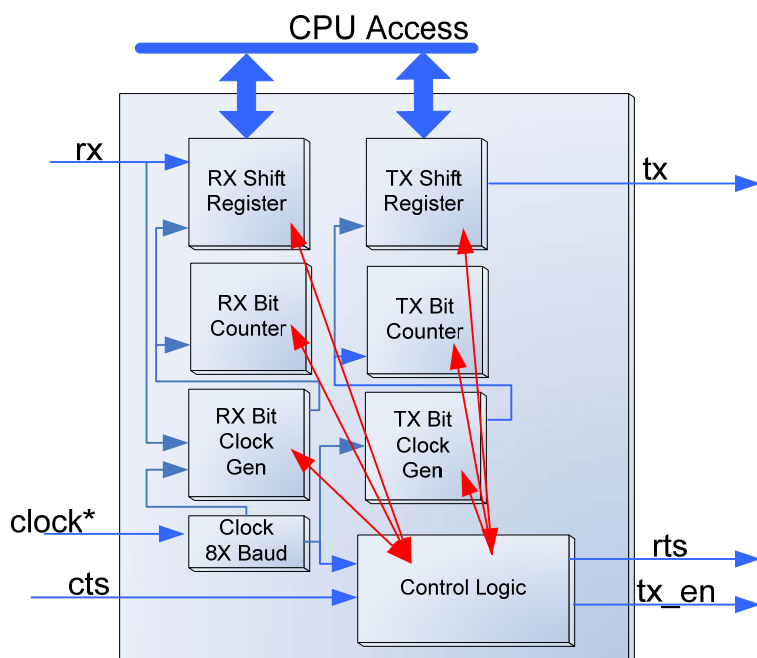 CPU Access
rx
RX Shift
Register
TX Shift
Register
tx
RX Bit
Counter
TX Bit
Counter
RX Bit
Clock
Gen
TX Bit
Clock
Gen
clock*
Clock
8X Baud
cts
Control Logic
rts
tx_en